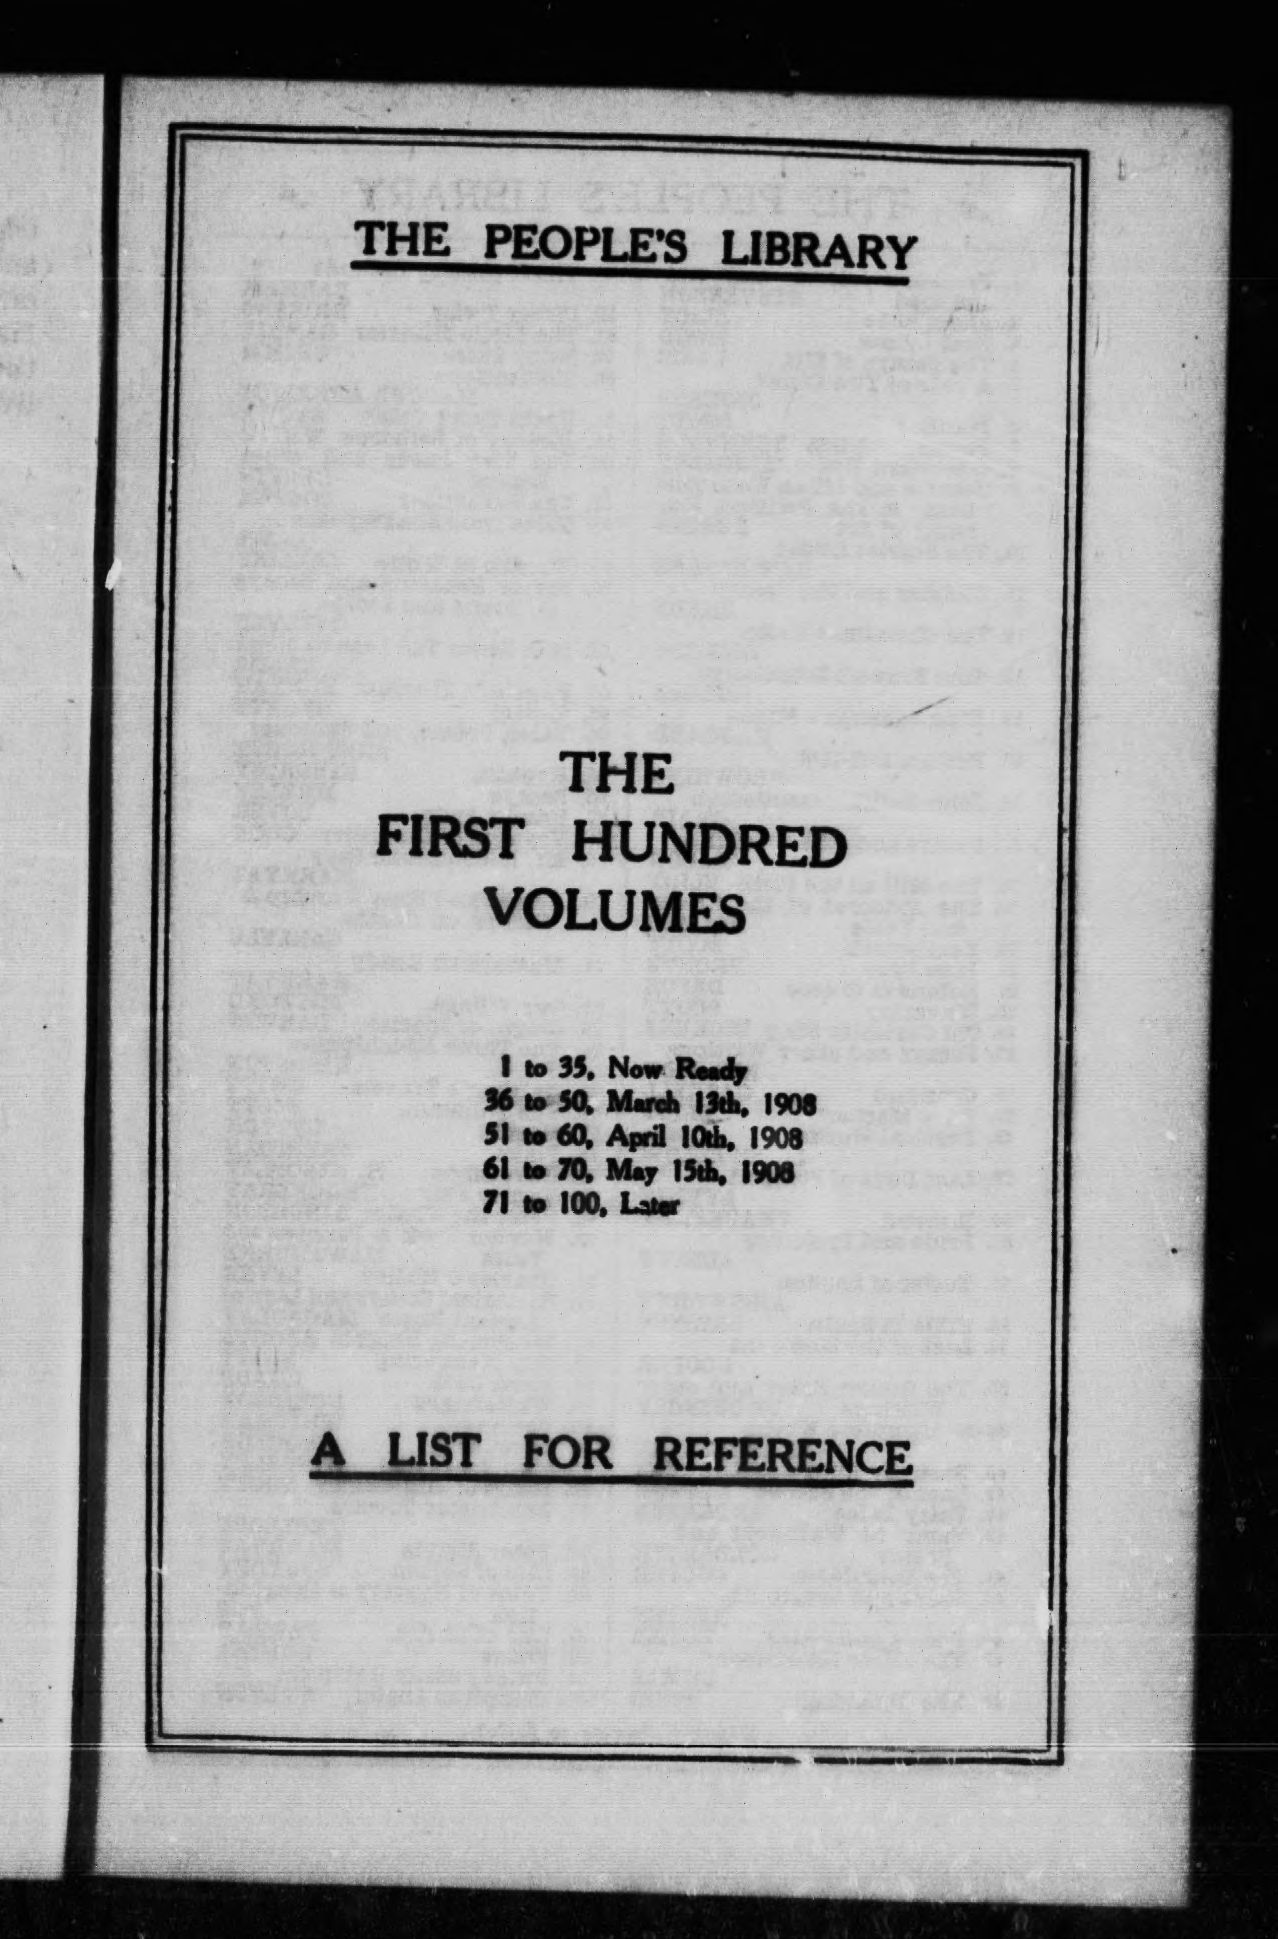 THE PEOPLE'S LIBRARY
THE
FIRST HUNDRED
VOLUMES
1 to 35, Now Ready
36 to 50, March 13th, 1908
51 to 60, April 10th, 1908
61 to 70, May 15th, 1908
71 to 100, Later
A LIST FOR REFERENCE